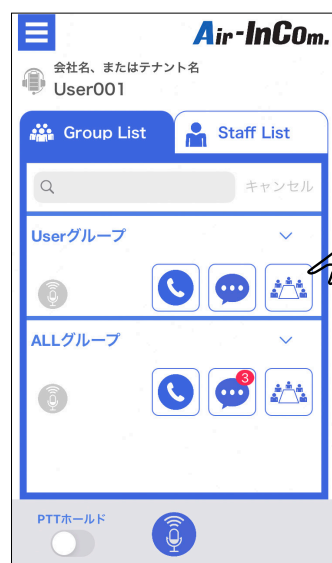 Air-InCom.
会社名、またはテナント名
User001
Group List
Staff List
キャンセル
Userグループ
ALLグループ
3
PTTホールド